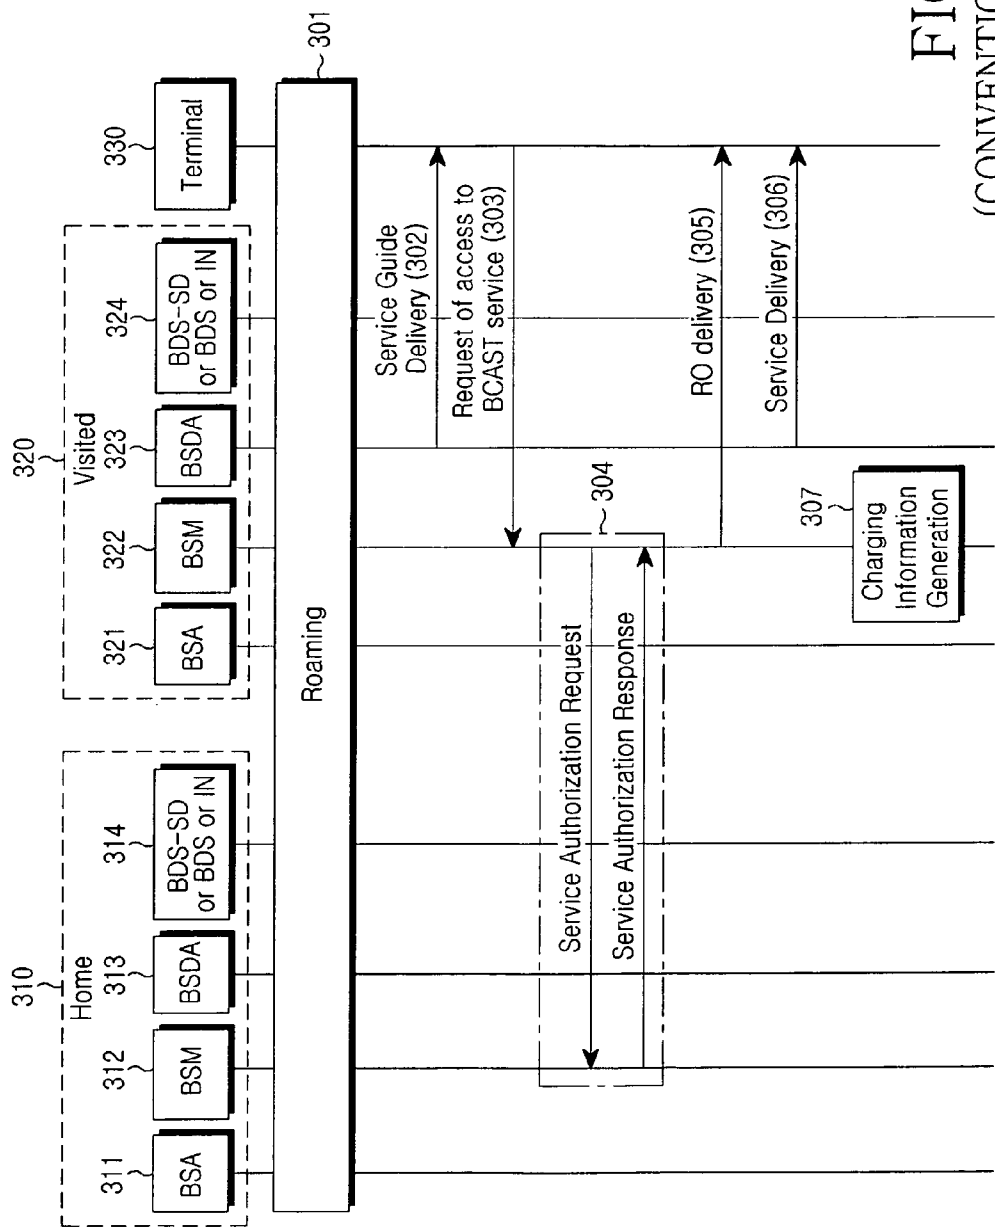 310
Home
311
BSA
312
BSM
313
BSDA
314
BDS-SD
or BDS or IN
320
Visited
321
BSA
322
BSM
323
BSDA
324
BDS-SD
or BDS or IN
330
Terminal
Roaming
301
Service Guide
Delivery (302)
Request of access to
BCAST service (303)
304
Service Authorization Request
Service Authorization Response
RO delivery (305)
Service Delivery (306)
307
Charging
Information
Generation